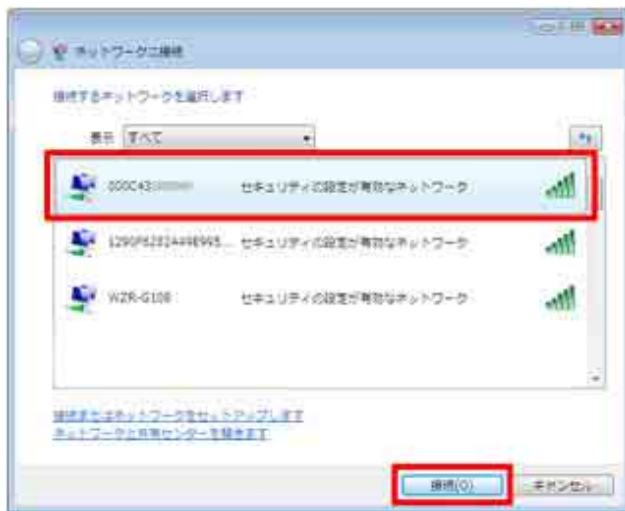 ネットワークに接続
接続するネットワークを選択します
表示 すべて
000C43 セキュリティの設定が有効なネットワーク
セキュリティの設定が有効なネットワーク
WZR-G108 セキュリティの設定が有効なネットワーク
接続またはネットワークをセットアップします
ネットワークと共有センターを開きます
接続(O) キャンセル